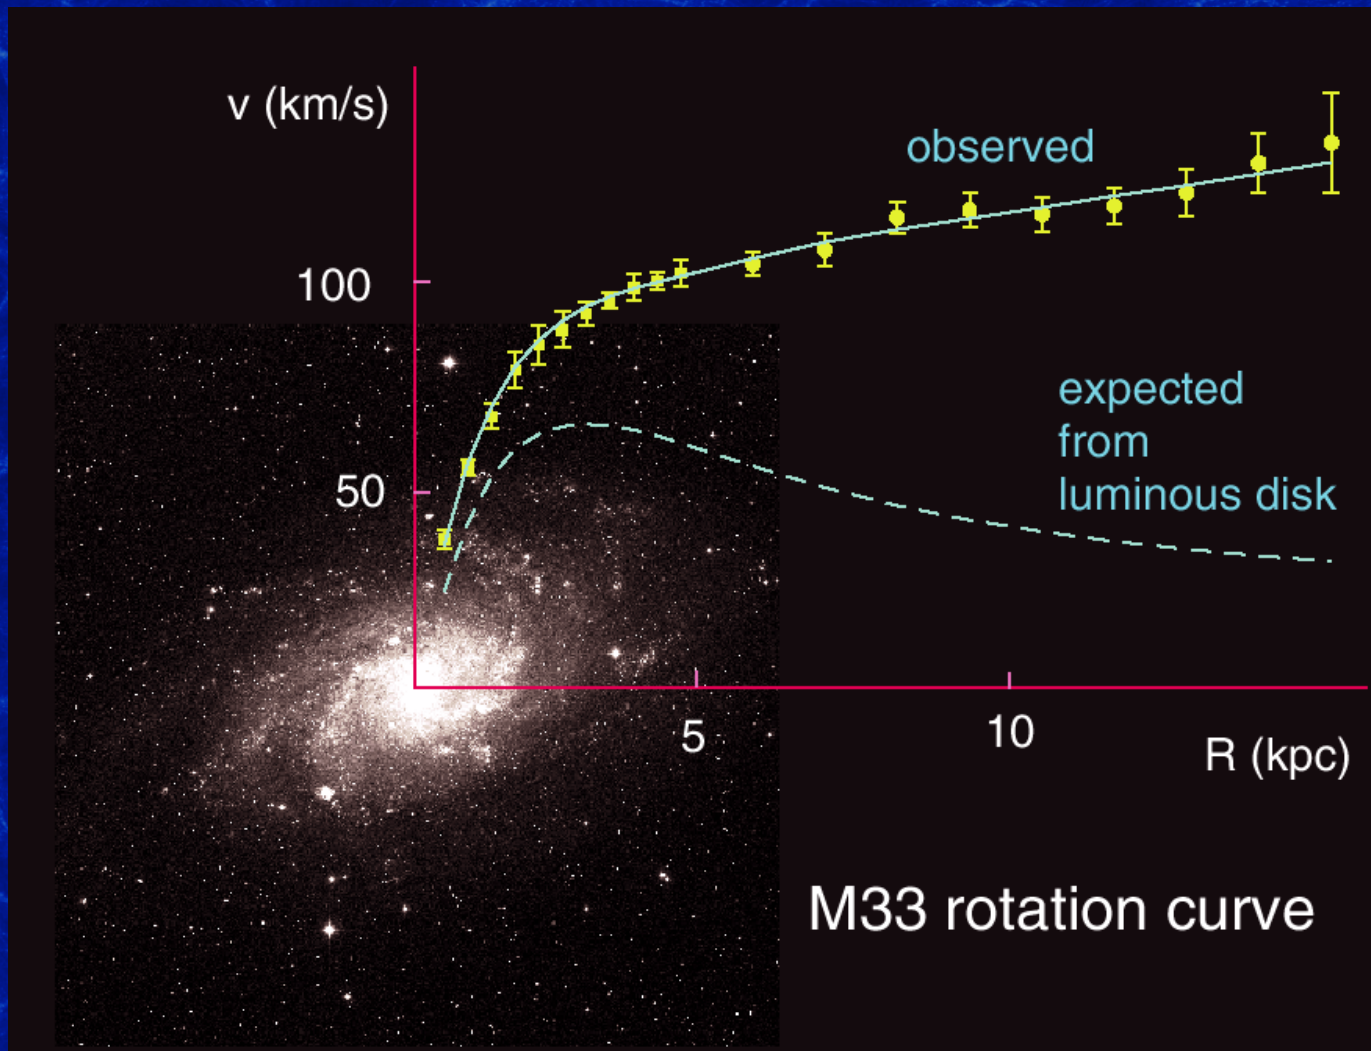 v (km/s)
observed
100
expected
from
luminous disk
50
5
10
R (kpc)
M33 rotation curve